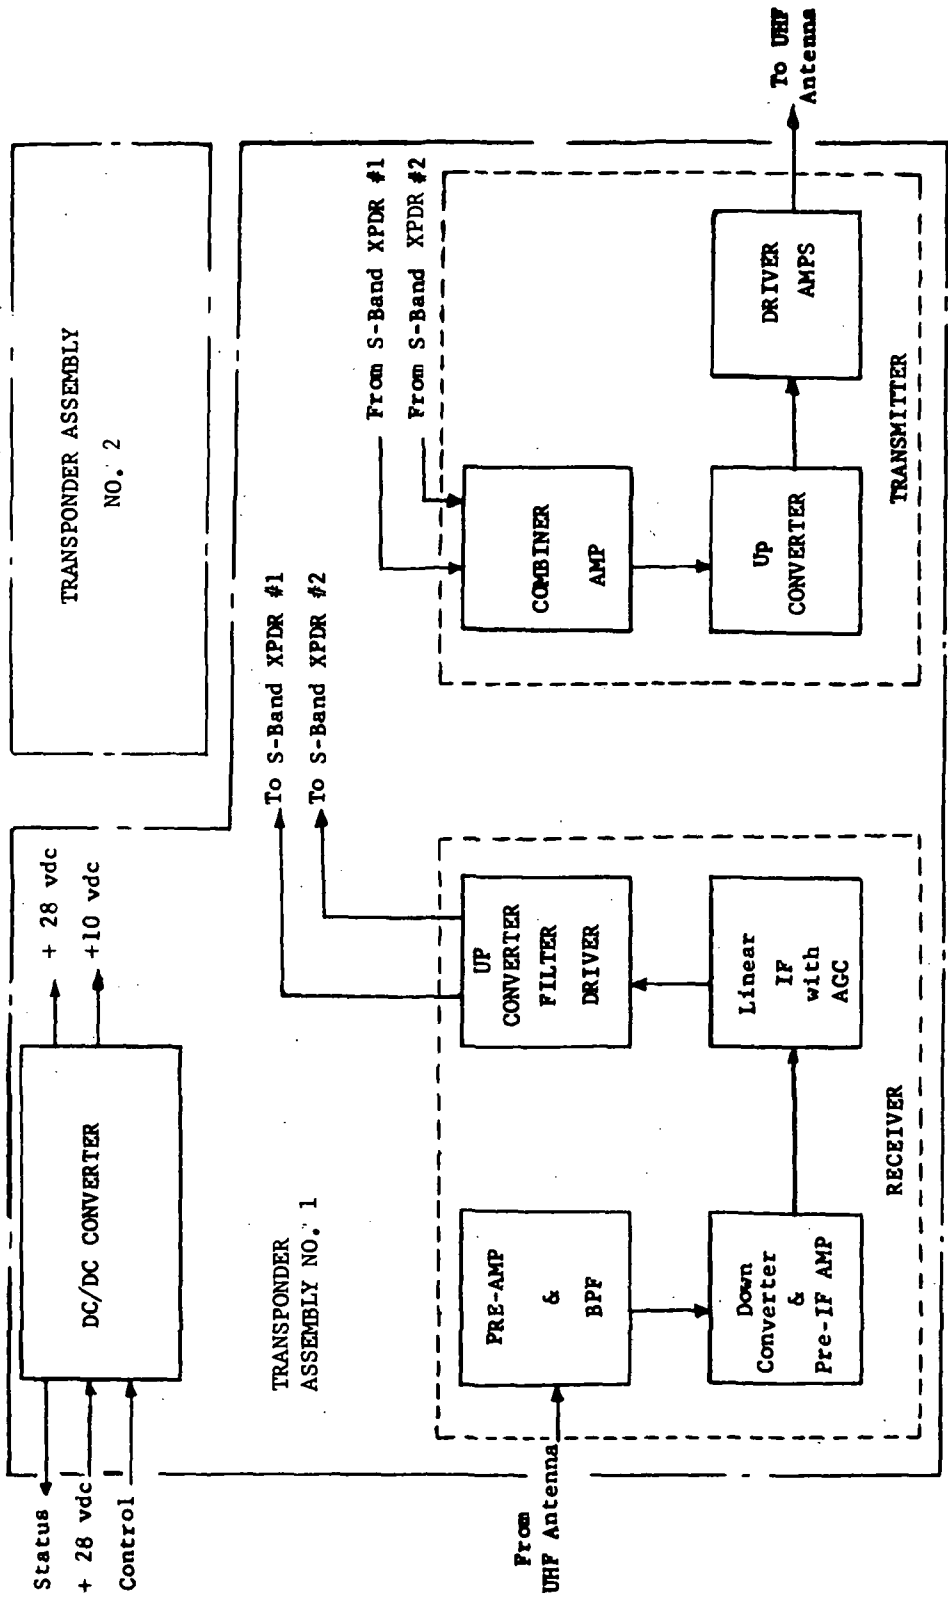 Status
+ 28 vdc
Control
DC/DC CONVERTER
+ 28 vdc
+10 vdc
TRANSPONDER ASSEMBLY
NO. 2
TRANSPONDER
ASSEMBLY NO. 1
To S-Band XPDR #1
To S-Band XPDR #2
From S-Band XPDR #1
From S-Band XPDR #2
From
UHF Antenna
PRE-AMP
&
BPF
Down
Converter
&
Pre-IF AMP
Linear
IF
with
AGC
UP
CONVERTER
FILTER
DRIVER
RECEIVER
COMBINER
AMP
Up
CONVERTER
DRIVER
AMPS
TRANSMITTER
To UHF
Antenna